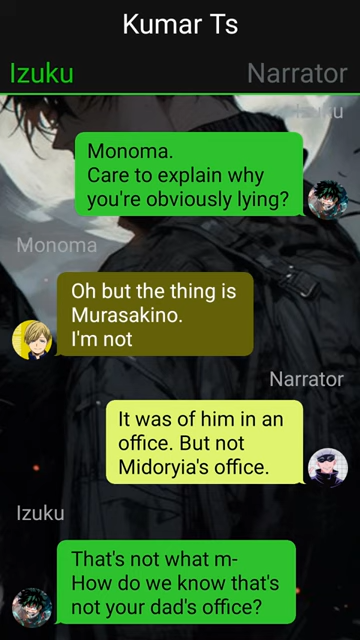 Kumar Ts
Izuku
Narrator
Izuku
Monoma.
Care to explain why
you're obviously lying?
Monoma
Oh but the thing is
Murasakino.
I'm not
Narrator
It was of him in an
office. But not
Midoryia's office.
Izuku
That's not what m-
How do we know that's
not your dad's office?